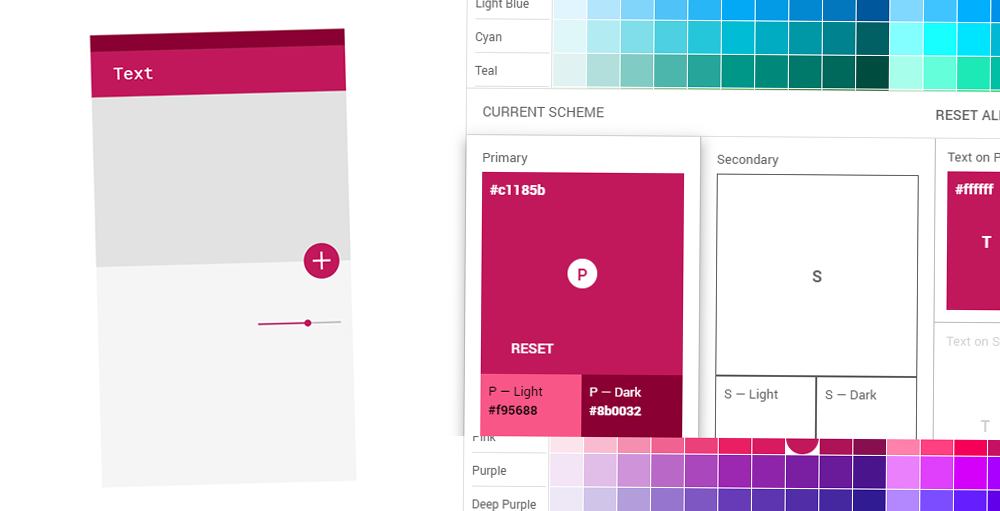 Text
Light Blue
Cyan
Teal
CURRENT SCHEME
RESET ALL
Primary
#c1185b
P
RESET
P — Light
#f95688
P — Dark
#8b0032
Secondary
S
S — Light
S — Dark
Text on P
#ffffff
T
Text on S
T
Pink
Purple
Deep Purple